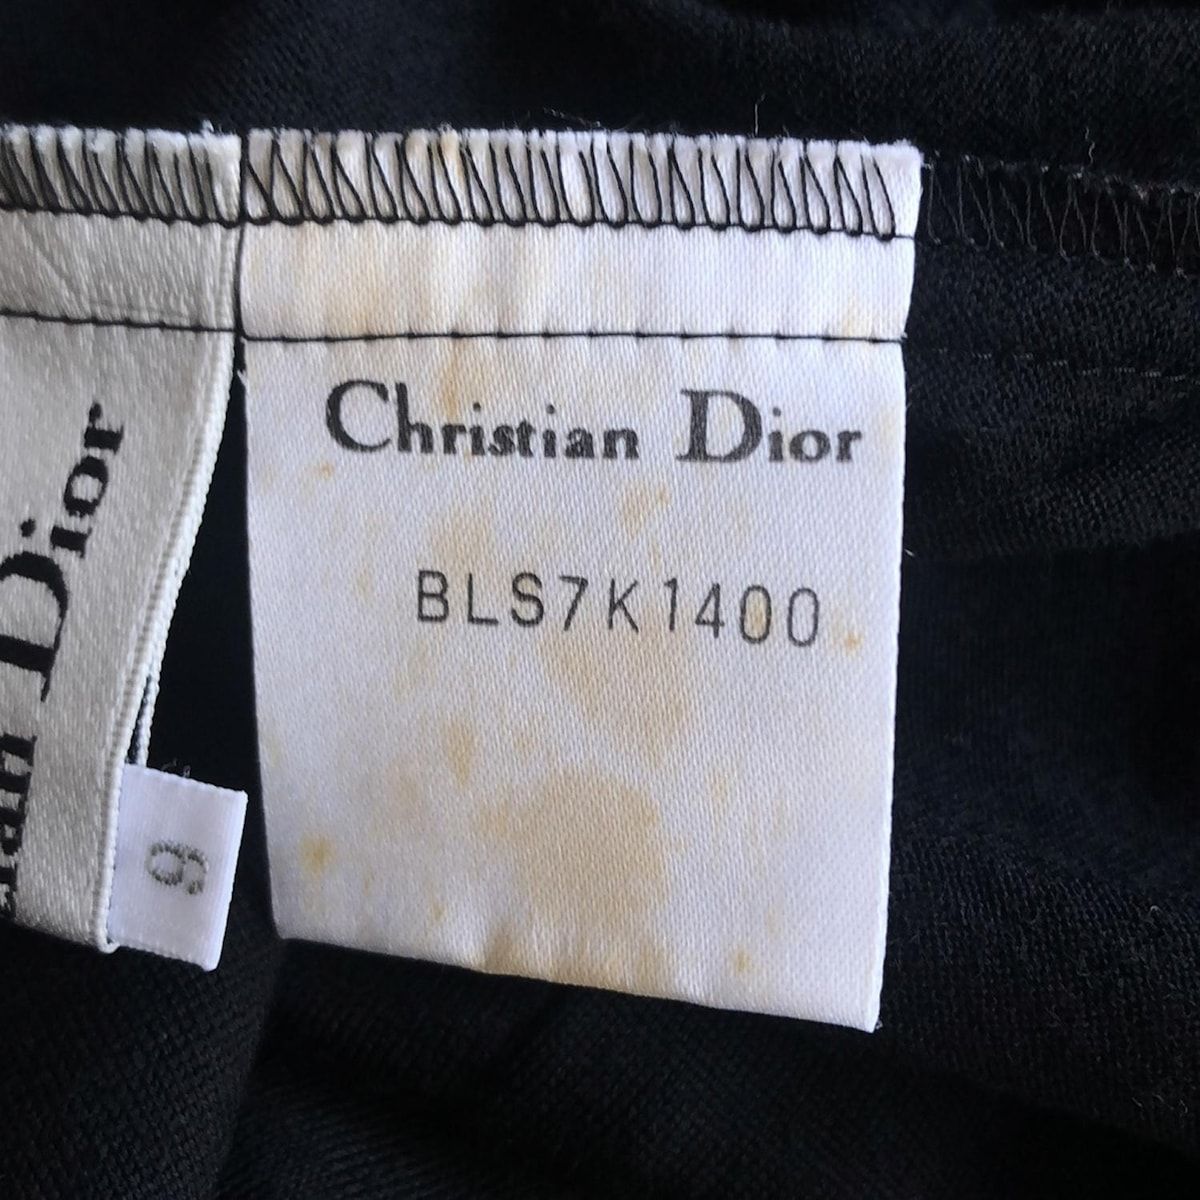 Christian Dior
BLS7K1400
Dior
9